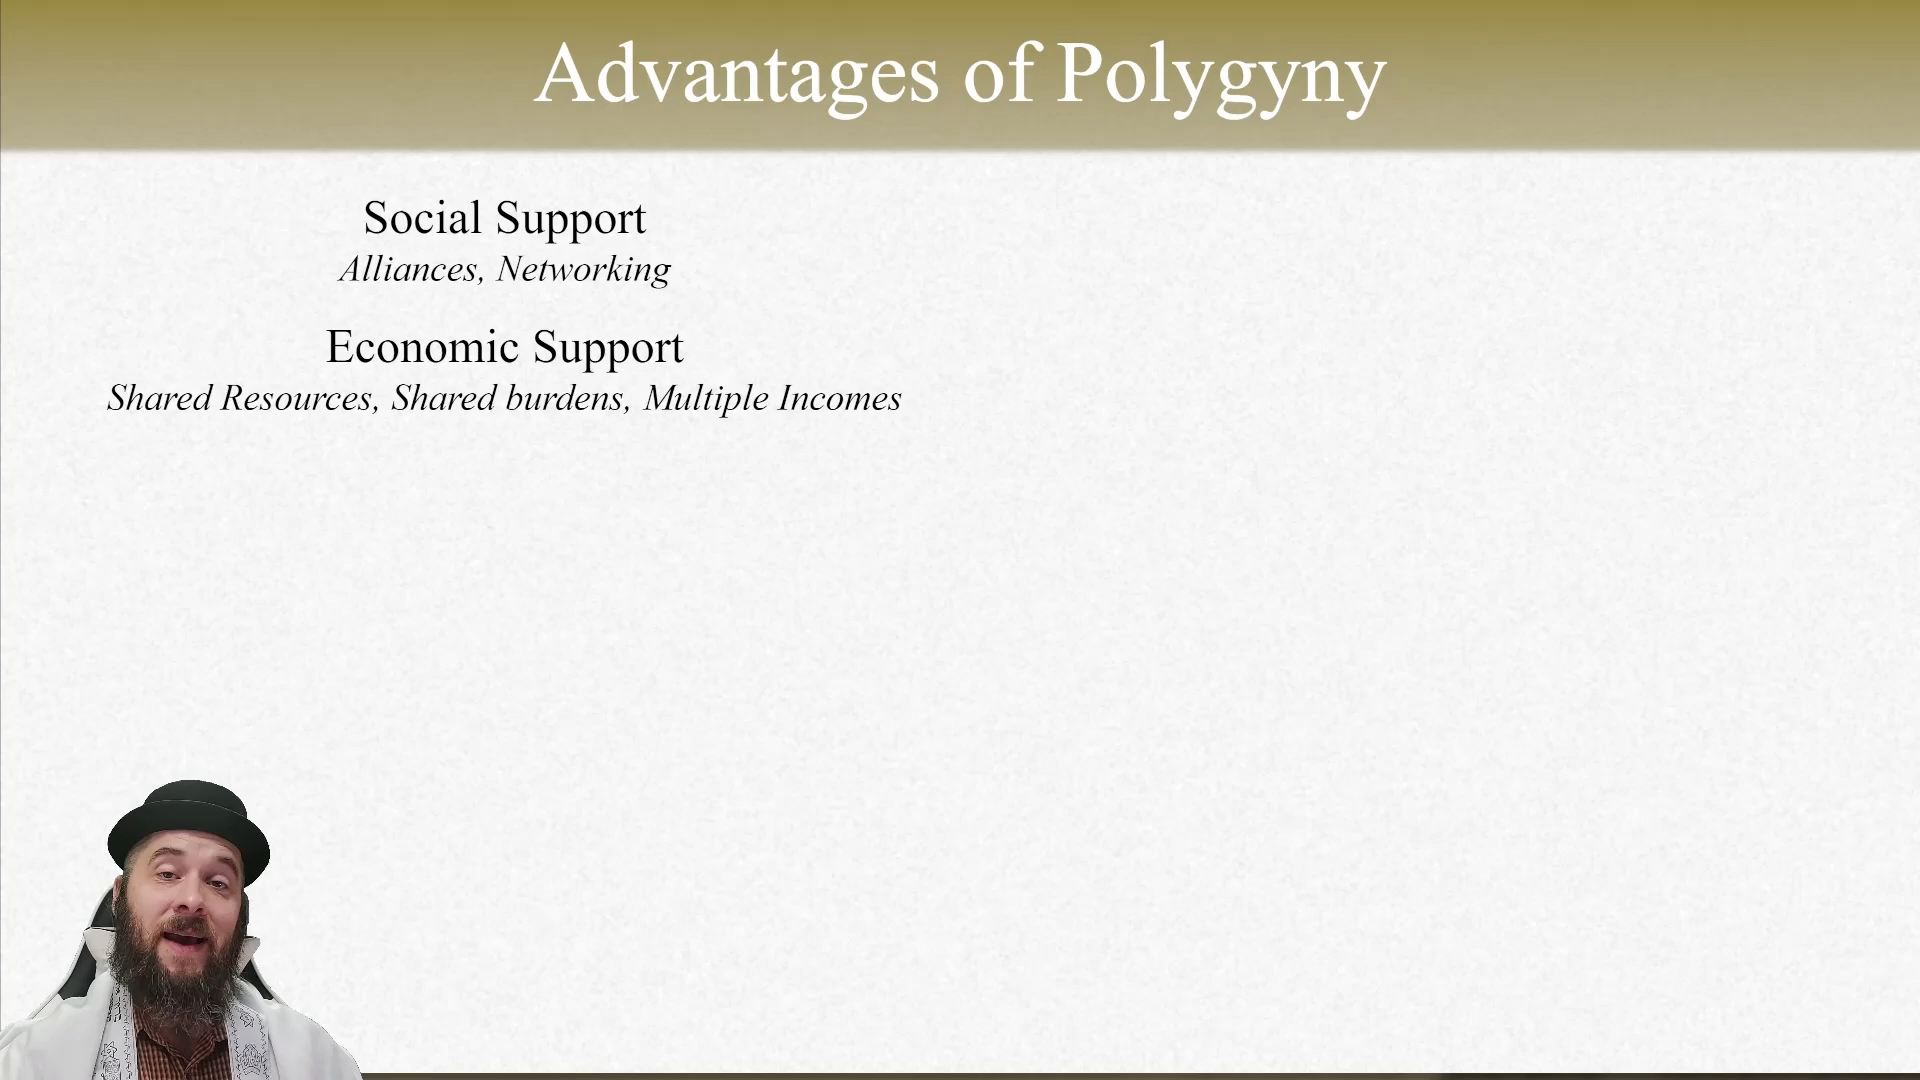 Advantages of Polygyny
Social Support
Alliances, Networking
Economic Support
Shared Resources, Shared burdens, Multiple Incomes